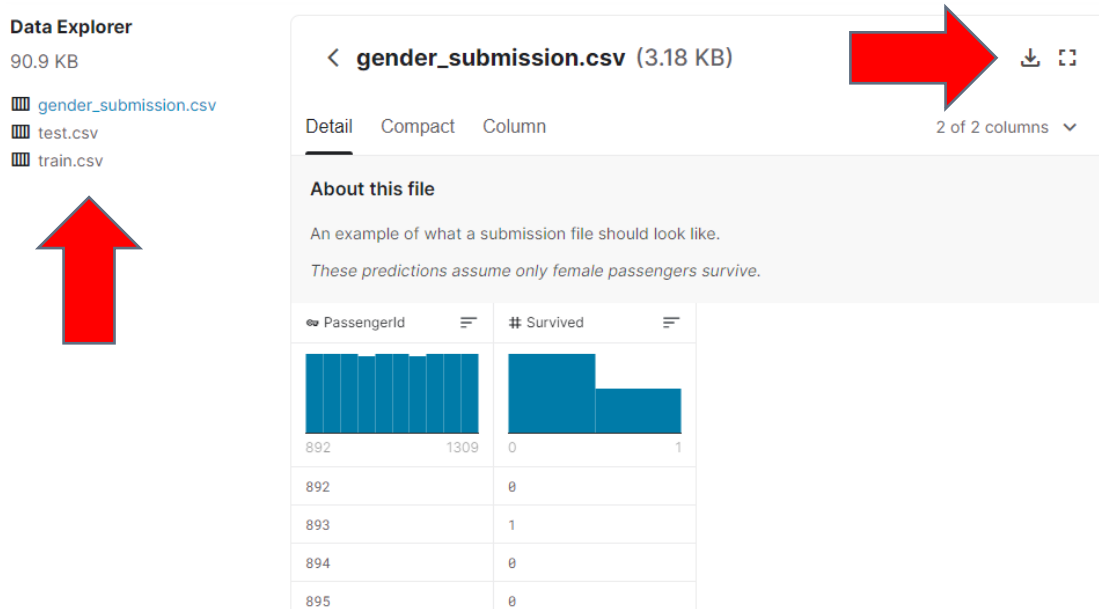 Data Explorer
90.9 KB
gender_submission.csv
test.csv
train.csv
gender_submission.csv (3.18 KB)
Detail Compact Column
2 of 2 columns
About this file
An example of what a submission file should look like.
These predictions assume only female passengers survive.
PassengerId # Survived
892 1309 0 1
892 0
893 1
894 0
895 0